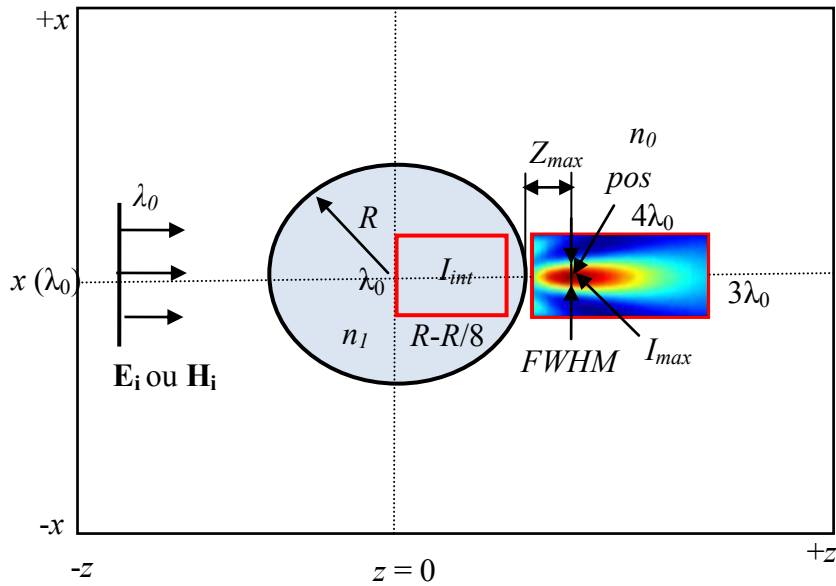 +x
n0
Zmax
pos
λ0
4λ0
R
x (λ0)
λ0
Iint
3λ0
n1
R-R/8
Imax
FWHM
Ei ou Hi
-x
-z
z = 0
+z